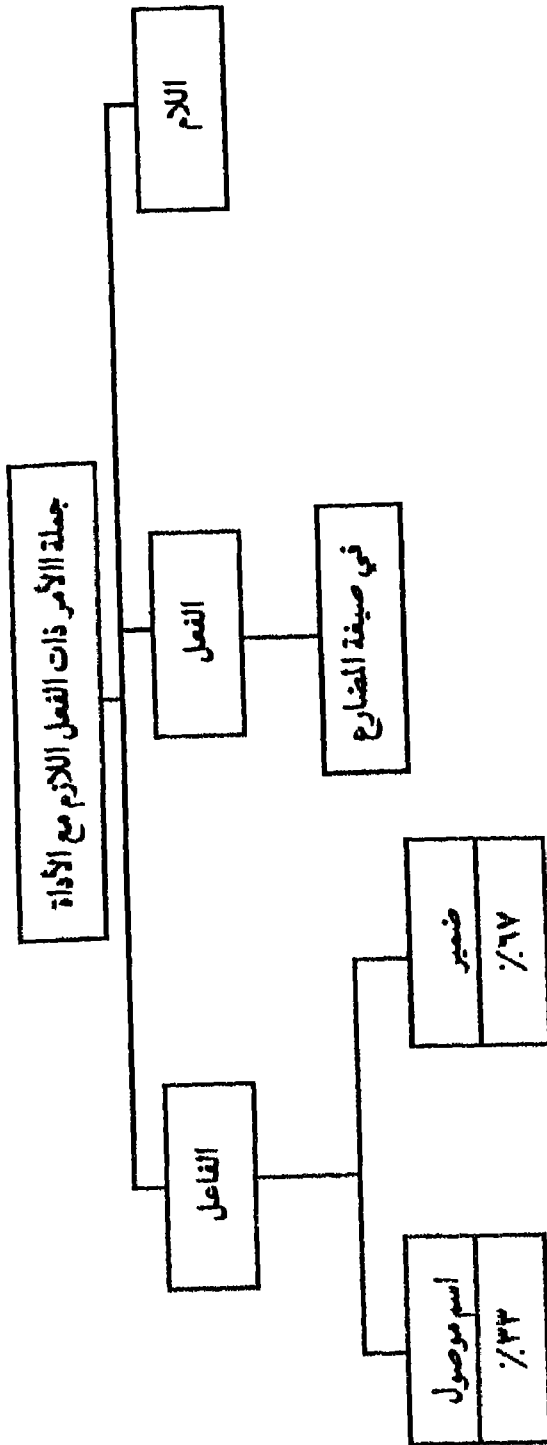 جملة الأمر ذات الفعل اللازم مع الأداة
اللام
الفعل
الفاعل
في صيغة المضارع
ضمير
٪٦٧
اسم موصول
٪٣٣